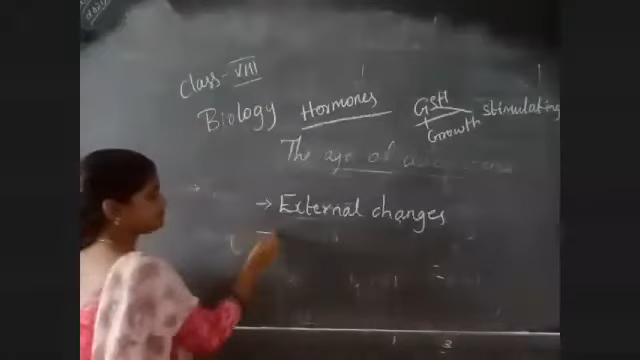 Class- VIII
Biology Hormones GSH stimulating
Growth
The age of
→ External changes